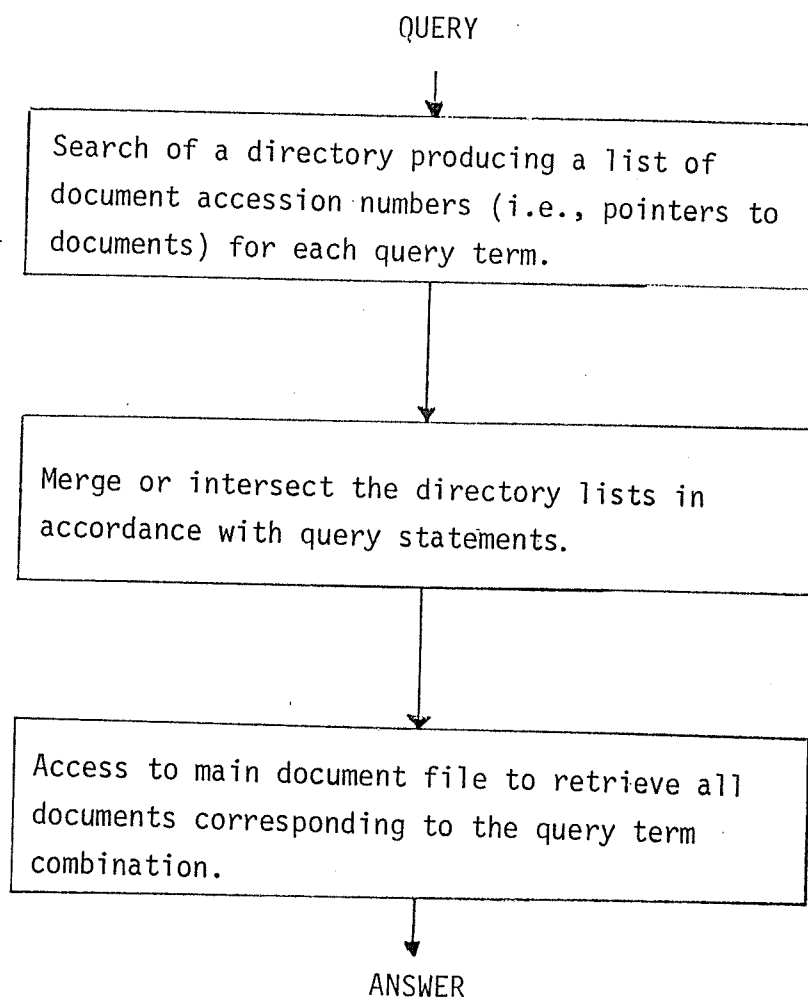 QUERY
Search of a directory producing a list of
document accession numbers (i.e., pointers to
documents) for each query term.
Merge or intersect the directory lists in
accordance with query statements.
Access to main document file to retrieve all
documents corresponding to the query term
combination.
ANSWER